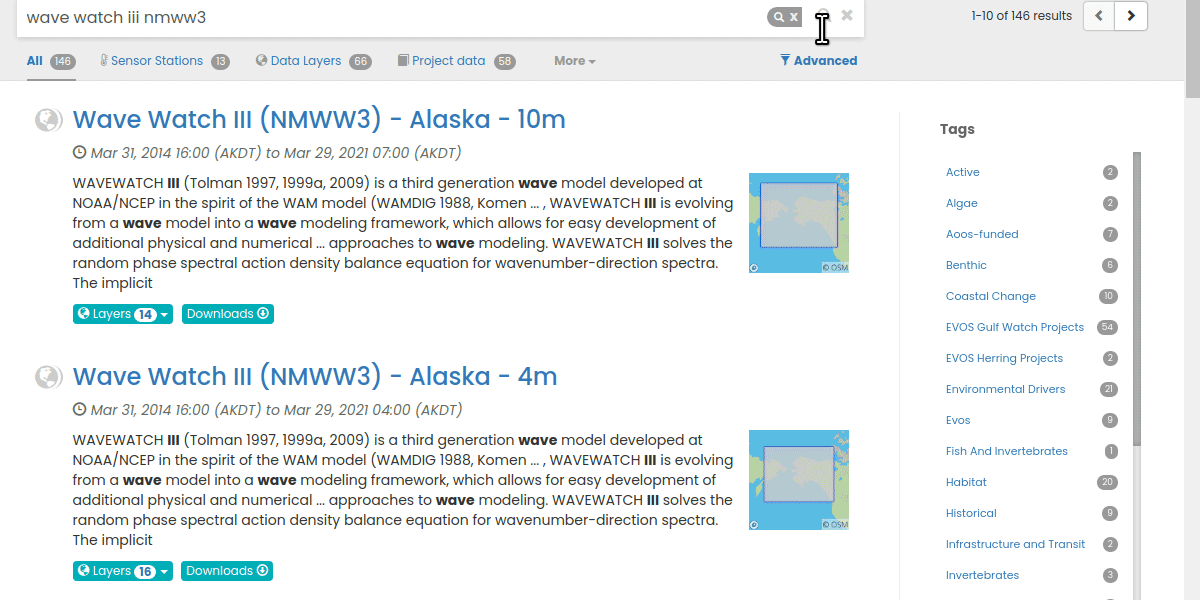 wave watch iii nmww3
x
1-10 of 146 results
All 146 Sensor Stations 13 Data Layers 66 Project data 58 More Advanced
Wave Watch III (NMWW3) - Alaska - 10m
Mar 31, 2014 16:00 (AKDT) to Mar 29, 2021 07:00 (AKDT)
WAVEWATCH III (Tolman 1997, 1999a, 2009) is a third generation wave model developed at
NOAA/NCEP in the spirit of the WAM model (WAMDIG 1988, Komen ... , WAVEWATCH III is evolving
from a wave model into a wave modeling framework, which allows for easy development of
additional physical and numerical ... approaches to wave modeling. WAVEWATCH III solves the
random phase spectral action density balance equation for wavenumber-direction spectra.
The implicit
© OSM
Layers 14 Downloads
Wave Watch III (NMWW3) - Alaska - 4m
Mar 31, 2014 16:00 (AKDT) to Mar 29, 2021 04:00 (AKDT)
WAVEWATCH III (Tolman 1997, 1999a, 2009) is a third generation wave model developed at
NOAA/NCEP in the spirit of the WAM model (WAMDIG 1988, Komen ... , WAVEWATCH III is evolving
from a wave model into a wave modeling framework, which allows for easy development of
additional physical and numerical ... approaches to wave modeling. WAVEWATCH III solves the
random phase spectral action density balance equation for wavenumber-direction spectra.
The implicit
© OSM
Layers 16 Downloads
Tags
Active 2
Algae 2
Aoos-funded 7
Benthic 6
Coastal Change 10
EVOS Gulf Watch Projects 54
EVOS Herring Projects 2
Environmental Drivers 21
Evos 9
Fish And Invertebrates 1
Habitat 20
Historical 9
Infrastructure and Transit 2
Invertebrates 3